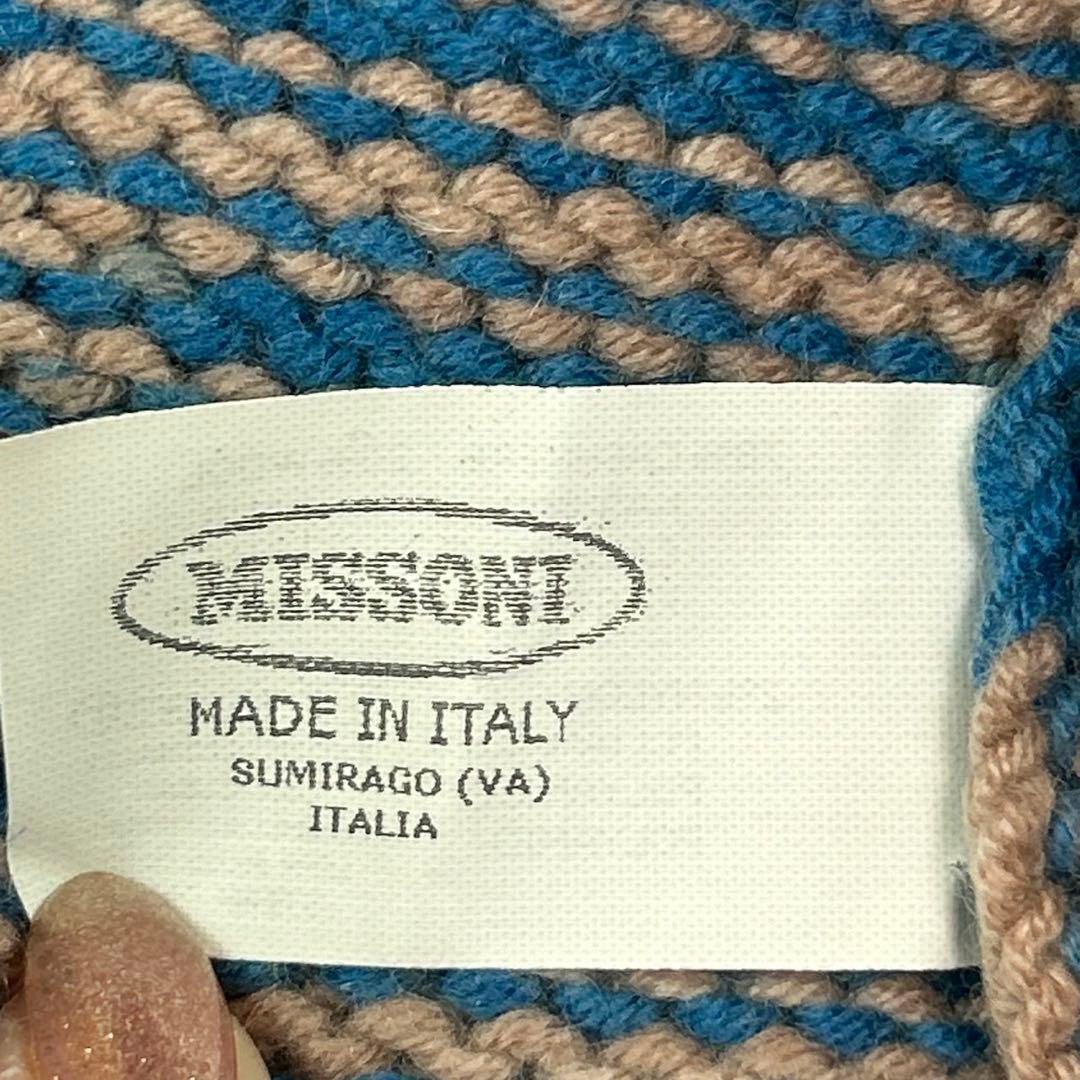 MISSONI
MADE IN ITALY
SUMIRAGO (VA)
ITALIA